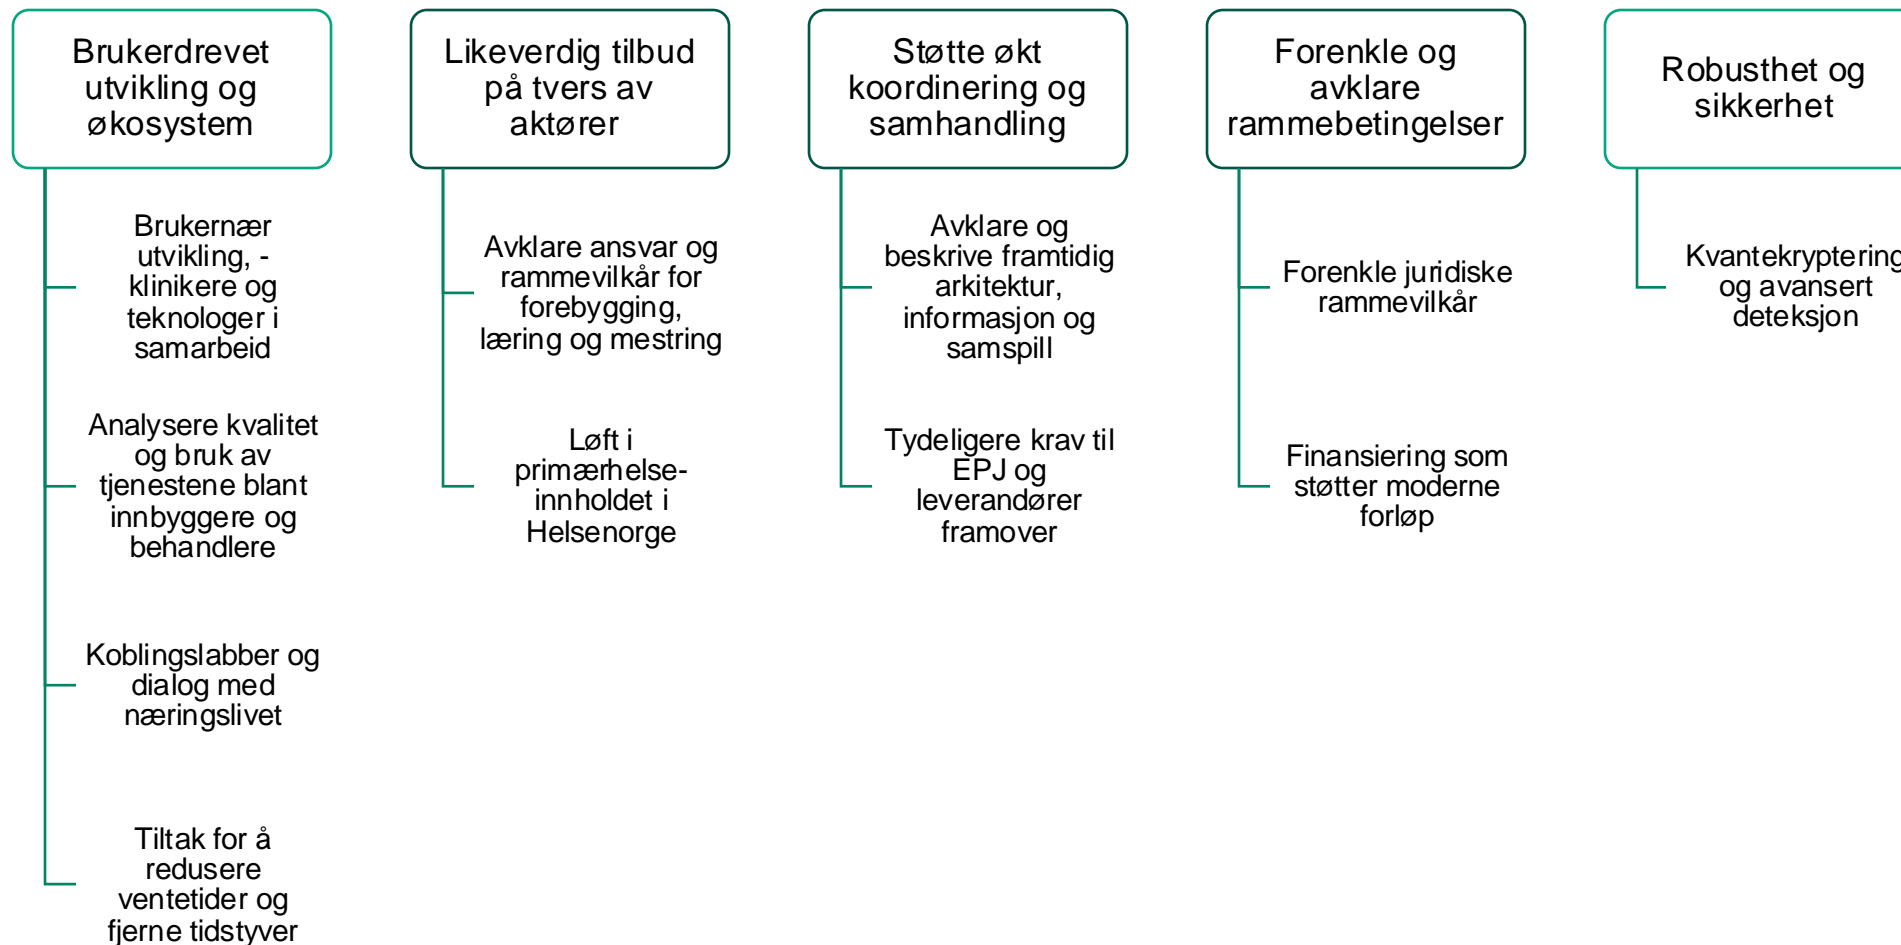 Brukerdrevet
utvikling og
økosystem
Brukernær
utvikling, -
klinikere og
teknologer i
samarbeid
Analysere kvalitet
og bruk av
tjenestene blant
innbyggere og
behandlere
Koblingslabber og
dialog med
næringslivet
Tiltak for å
redusere
ventetider og
fjerne tidstyver
Likeverdig tilbud
på tvers av
aktører
Avklare ansvar og
rammevilkår for
forebygging,
læring og mestring
Løft i
primærhelse-
innholdet i
Helsenorge
Støtte økt
koordinering og
samhandling
Avklare og
beskrive framtidig
arkitektur,
informasjon og
samspill
Tydeligere krav til
EPJ og
leverandører
framover
Forenkle og
avklare
rammebetingelser
Forenkle juridiske
rammevilkår
Finansiering som
støtter moderne
forløp
Robusthet og
sikkerhet
Kvantekryptering
og avansert
deteksjon